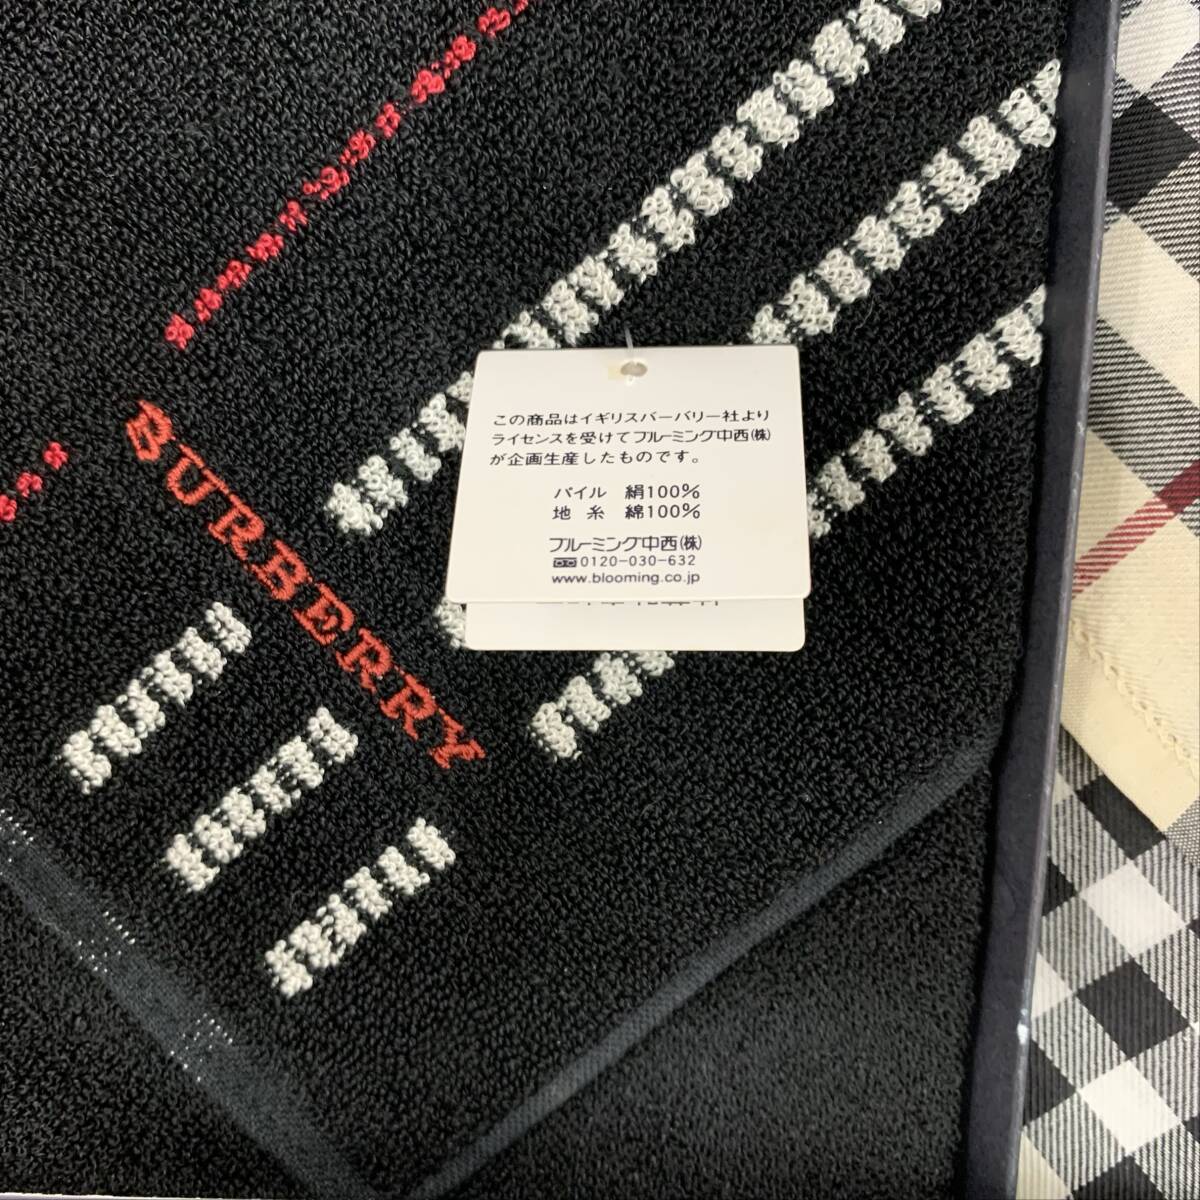 BURBERRY
この商品はイギリスバーバリー社より
ライセンスを受けてブルーミング中西㈱
が企画生産したものです。
パイル 絹100%
地糸 綿100%
ブルーミング中西㈱
0120-030-632
www.blooming.co.jp